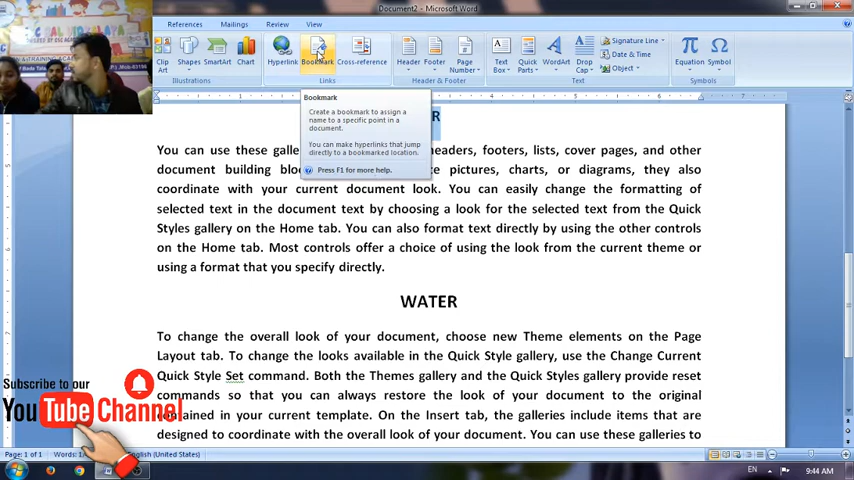 Document2 - Microsoft Word
References Mailings Review View
Clip Art Shapes SmartArt Chart Hyperlink Bookmark Cross-reference Header Footer Page Number Text Box Quick Parts WordArt Drop Cap Signature Line Date & Time Object Equation Symbol
Illustrations Links Header & Footer Text Symbols
Bookmark
Create a bookmark to assign a
name to a specific point in a
document.
You can make hyperlinks that jump
directly to a bookmarked location.
Press F1 for more help.
R
You can use these galle headers, footers, lists, cover pages, and other
document building bloc pictures, charts, or diagrams, they also
coordinate with your current document look. You can easily change the formatting of
selected text in the document text by choosing a look for the selected text from the Quick
Styles gallery on the Home tab. You can also format text directly by using the other controls
on the Home tab. Most controls offer a choice of using the look from the current theme or
using a format that you specify directly.
WATER
To change the overall look of your document, choose new Theme elements on the Page
Layout tab. To change the looks available in the Quick Style gallery, use the Change Current
Quick Style Set command. Both the Themes gallery and the Quick Styles gallery provide reset
commands so that you can always restore the look of your document to the original
contained in your current template. On the Insert tab, the galleries include items that are
designed to coordinate with the overall look of your document. You can use these galleries to
Subscribe to our
YouTube Channel
Page: 1 of 1 Words: English (United States)
EN 9:44 AM